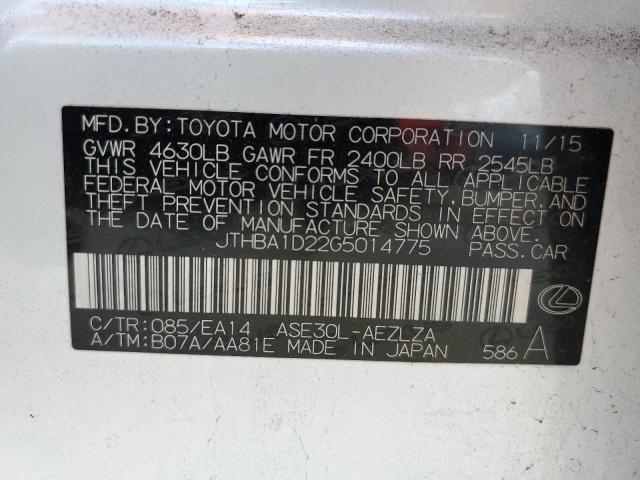 MFD.BY:TOYOTA MOTOR CORPORATION 11/15
GVWR 4630LB GAWR FR 2400LB RR 2545LB
THIS VEHICLE CONFORMS TO ALL APPLICABLE
FEDERAL MOTOR VEHICLE SAFETY,BUMPER,AND
THEFT PREVENTION STANDARDS IN EFFECT ON
THE DATE OF MANUFACTURE SHOWN ABOVE.
JTHBA1D22G5014775 PASS.CAR
C/TR:085/EA14 ASE30L-AEZLZA
A/TM:B07A/AA81E MADE IN JAPAN 586 A